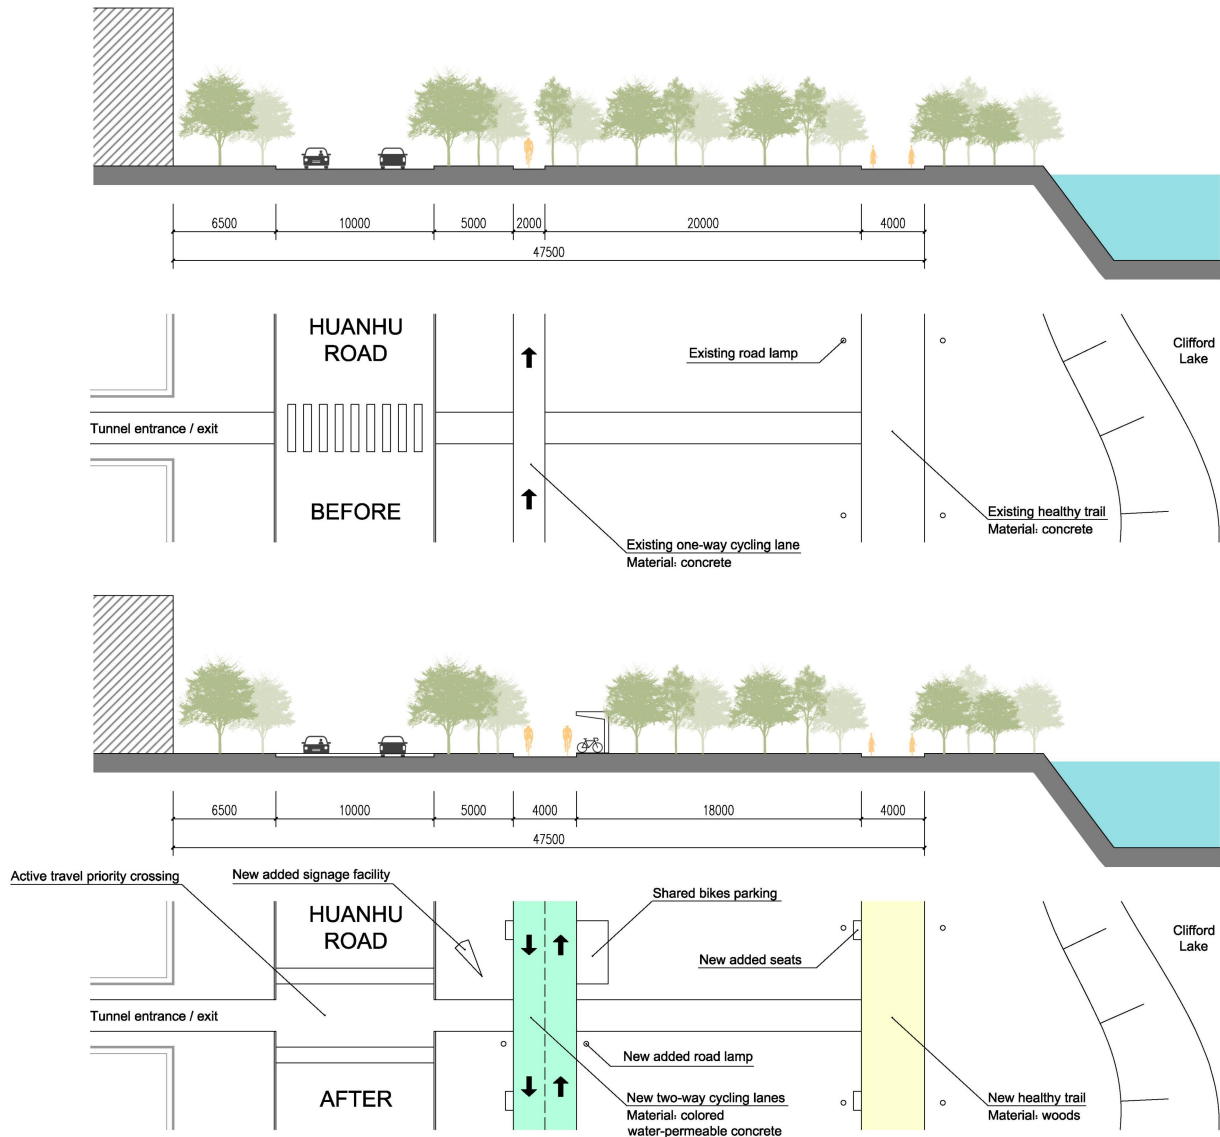 6500 10000 5000 2000 20000 4000
47500
HUANHU
ROAD
Existing road lamp
Clifford
Lake
Tunnel entrance / exit
BEFORE
Existing one-way cycling lane
Material: concrete
Existing healthy trail
Material: concrete
6500 10000 5000 4000 18000 4000
47500
Active travel priority crossing
New added signage facility
Shared bikes parking
HUANHU
ROAD
New added seats
Clifford
Lake
Tunnel entrance / exit
New added road lamp
AFTER
New two-way cycling lanes
Material: colored
water-permeable concrete
New healthy trail
Material: woods